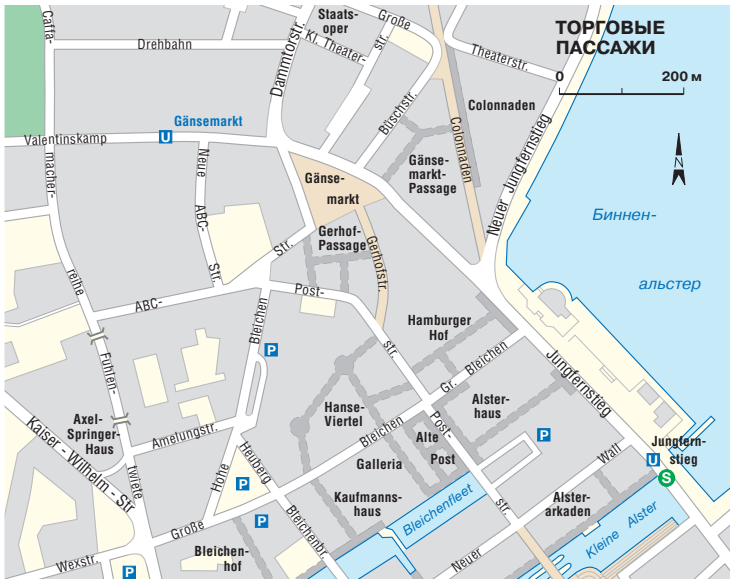 ТОРГОВЫЕ
ПАССАЖИ
0 200 м
N
Staats-
oper
Große
str.
Kl. Theater-
Theaterstr.
Caffa-
macher-
reihe
Drehbahn
Dammtorstr.
Colonnaden
Colonnaden
Büschstr.
Neuer Jungfernstieg
Valentinskamp
U
Gänsemarkt
Neue
ABC-
Str.
Gänse-
markt
Gänse-
markt-
Passage
Биннен-
альстер
Gerhof-
Passage
Gerhofstr.
ABC-
Str.
Post-
str.
Bleichen
Hamburger
Hof
P
Fuhlen-
twiete
Gr. Bleichen
Jungfernstieg
Axel-
Springer-
Haus
Kaiser - Wilhelm - Str
Amelungstr.
Hanse-
Viertel
Bleichen
Alster-
haus
Post-
str.
Alte
Post
P
Jungfern-
stieg
U
S
Wall
Hohe
Heuberg
P
Galleria
Kaufmanns-
haus
Bleichenfleet
Alster-
arkaden
Kleine Alster
Große
P
Bleichenbr.
Bleichen-
hof
Neuer
Wexstr.
P